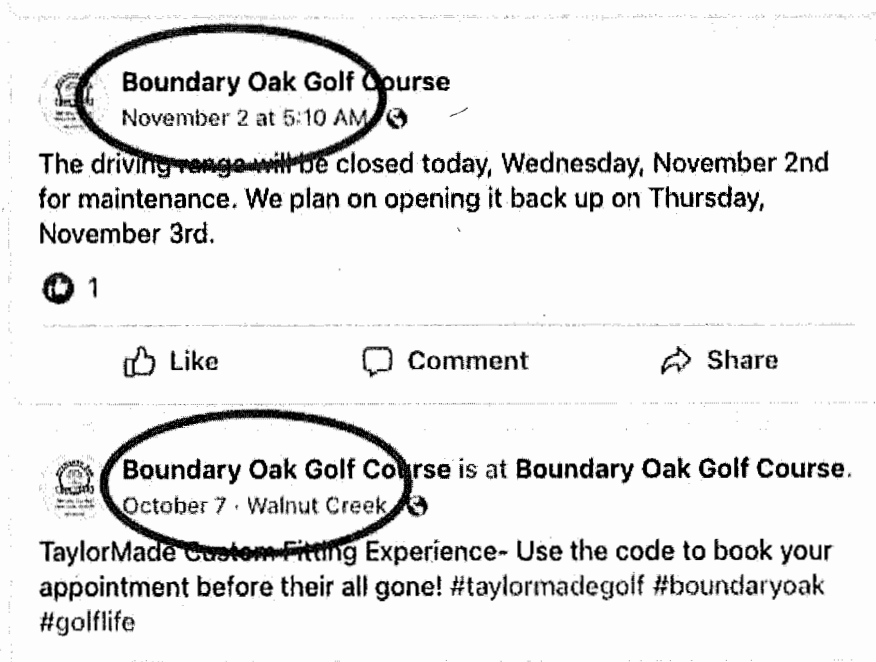 Boundary Oak Golf Course
November 2 at 5:10 AM
The driving range will be closed today, Wednesday, November 2nd
for maintenance. We plan on opening it back up on Thursday,
November 3rd.
1
Like Comment Share
Boundary Oak Golf Course is at Boundary Oak Golf Course.
October 7 · Walnut Creek
TaylorMade Custom Fitting Experience- Use the code to book your
appointment before their all gone! #taylormadegolf #boundaryoak
#golflife